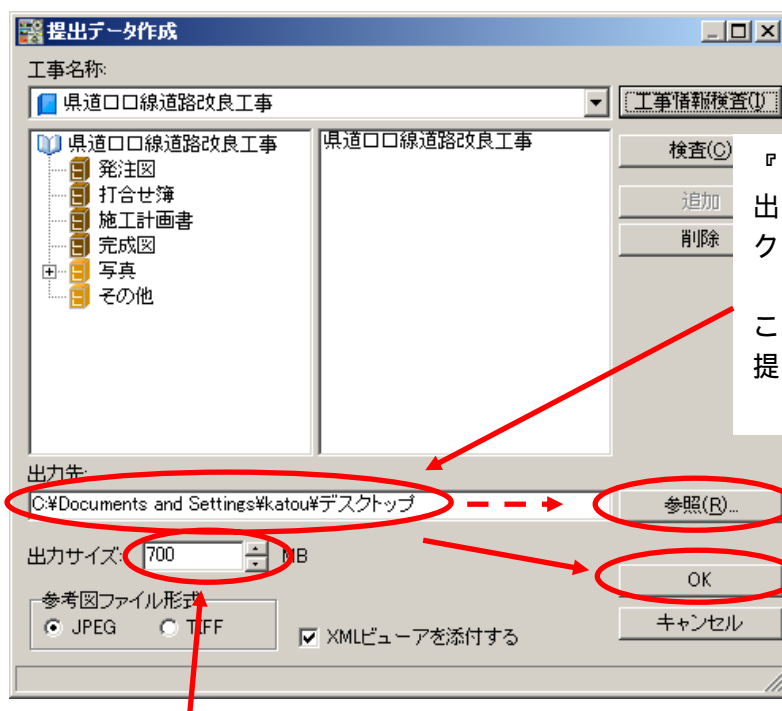 提出データ作成
工事名称:
県道口口線道路改良工事
工事情報検査(I)
県道口口線道路改良工事
発注図
打合せ簿
施工計画書
完成図
写真
その他
県道口口線道路改良工事
検査(C)
追加
削除
『
出
ク
こ
提
出力先:
C:¥Documents and Settings¥katou¥デスクトップ
参照(R)...
出力サイズ: 700 MB
OK
参考図ファイル形式
JPEG TIFF
XMLビューアを添付する
キャンセル